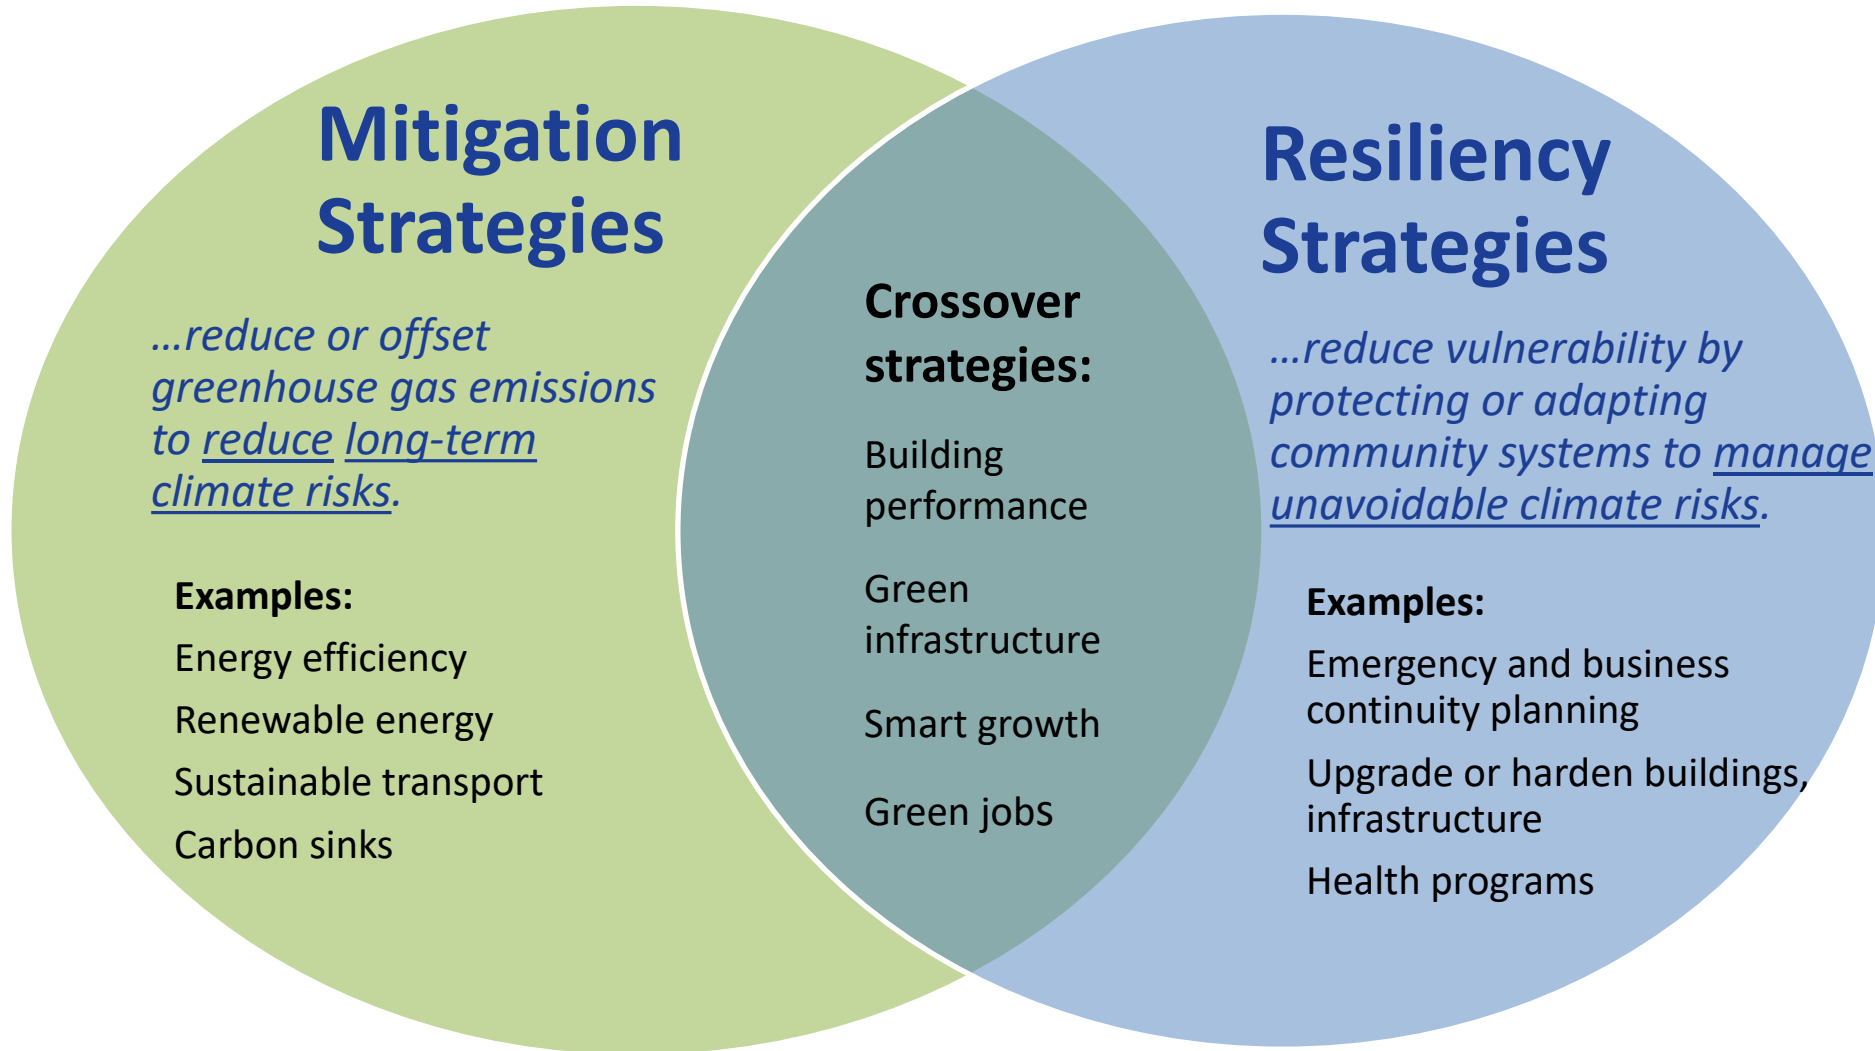 Mitigation
Strategies
...reduce or offset
greenhouse gas emissions
to reduce long-term
climate risks.
Examples:
Energy efficiency
Renewable energy
Sustainable transport
Carbon sinks
Crossover
strategies:
Building
performance
Green
infrastructure
Smart growth
Green jobs
Resiliency
Strategies
...reduce vulnerability by
protecting or adapting
community systems to manage
unavoidable climate risks.
Examples:
Emergency and business
continuity planning
Upgrade or harden buildings,
infrastructure
Health programs